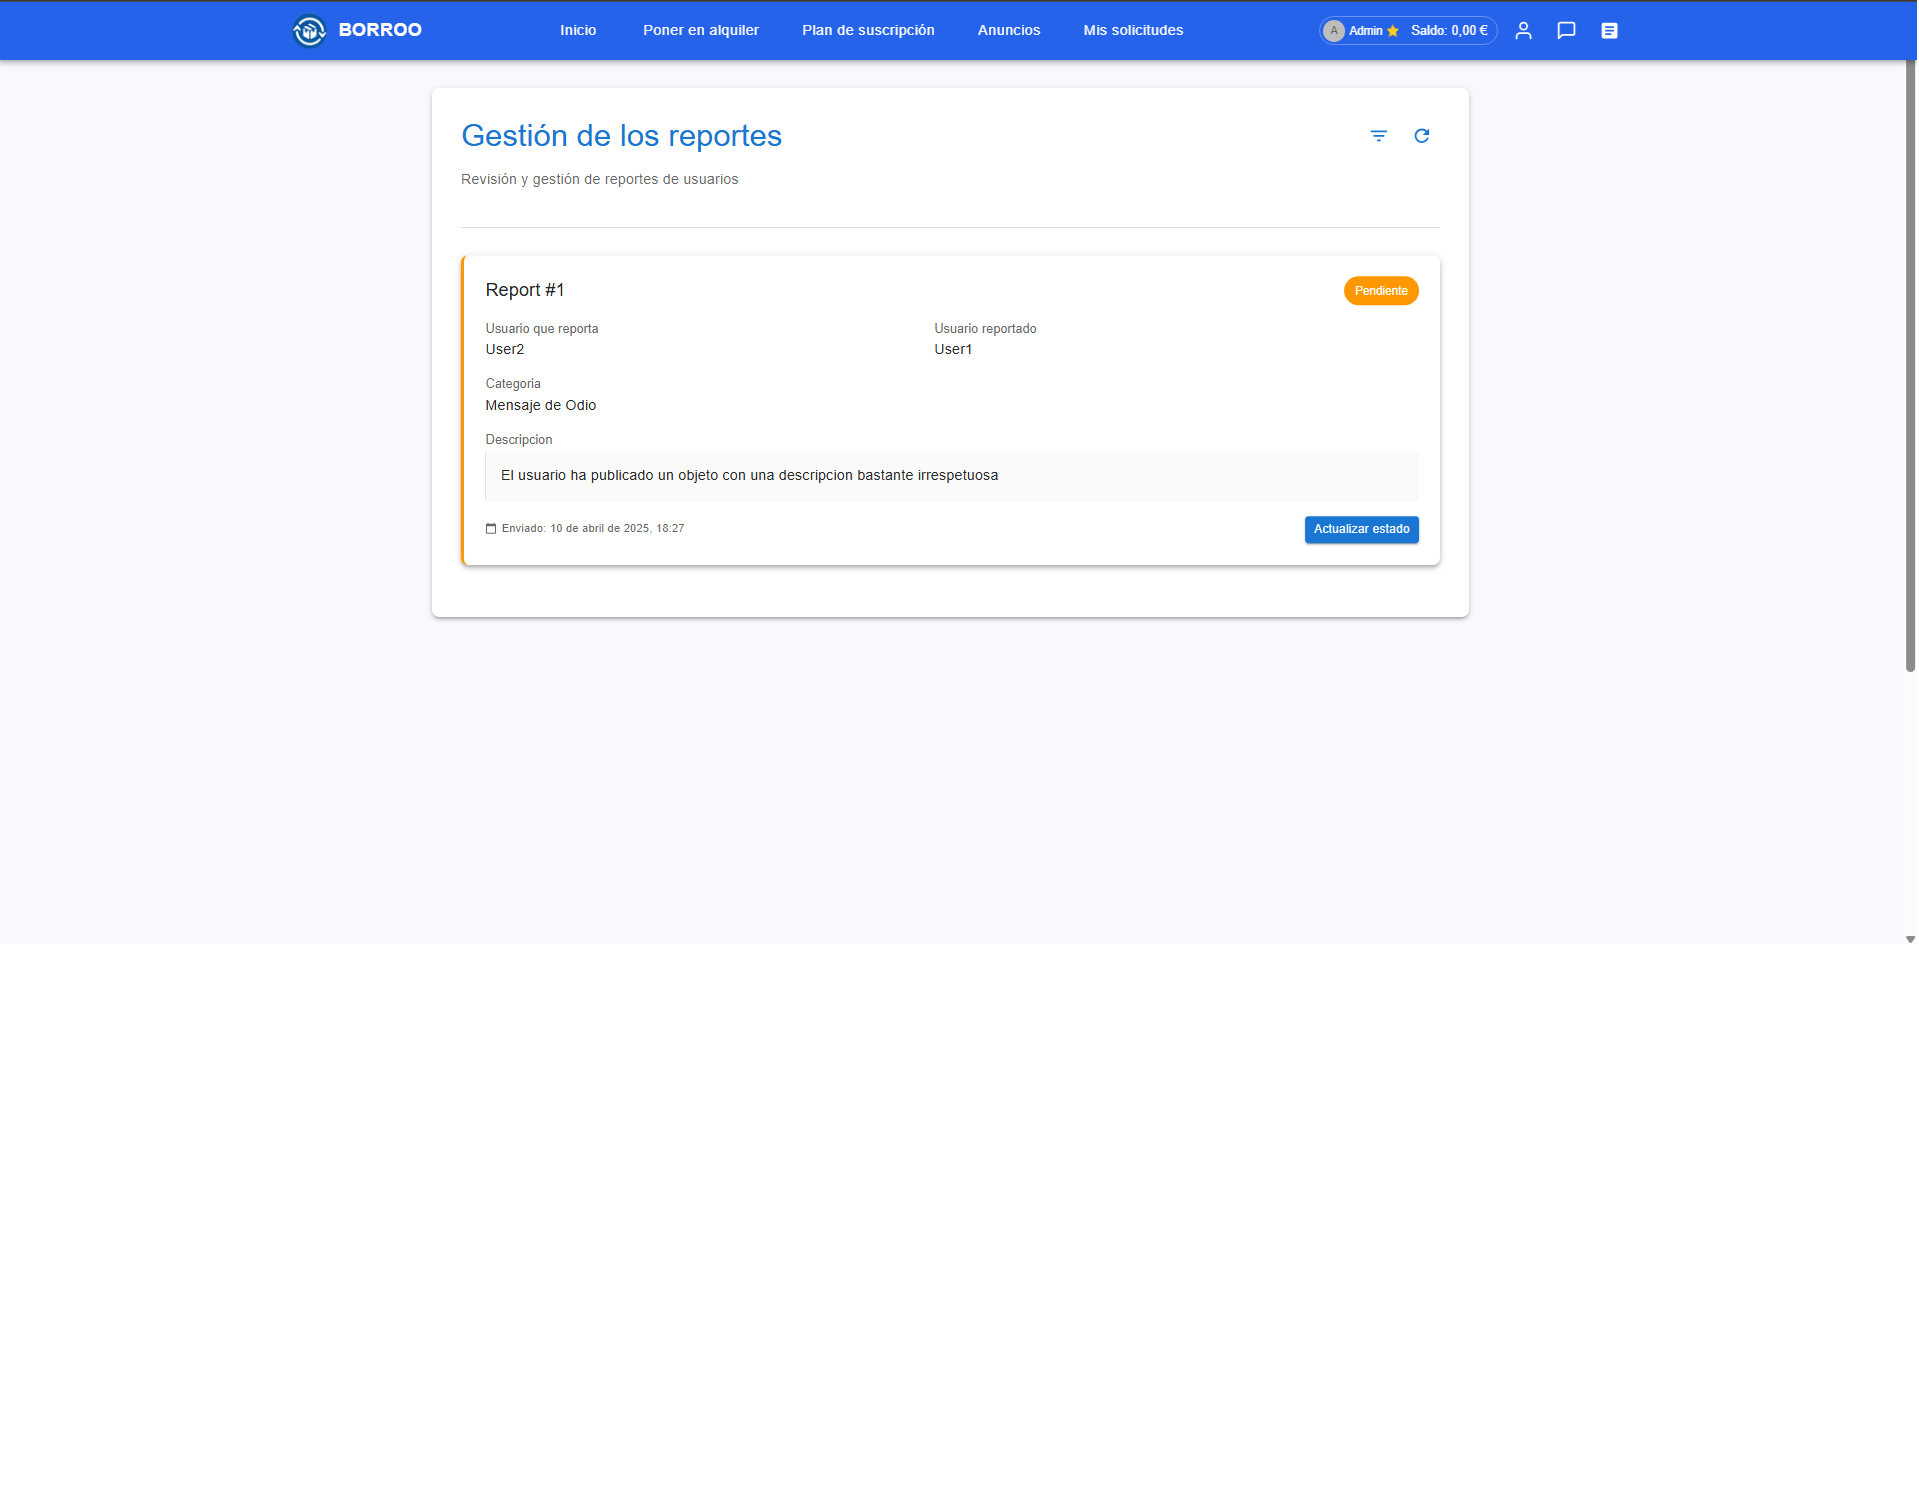 BORROO
Inicio Poner en alquiler Plan de suscripción Anuncios Mis solicitudes
A Admin Saldo: 0,00 €
Gestión de los reportes
Revisión y gestión de reportes de usuarios
Report #1
Pendiente
Usuario que reporta
User2
Usuario reportado
User1
Categoria
Mensaje de Odio
Descripcion
El usuario ha publicado un objeto con una descripcion bastante irrespetuosa
Enviado: 10 de abril de 2025, 18:27
Actualizar estado